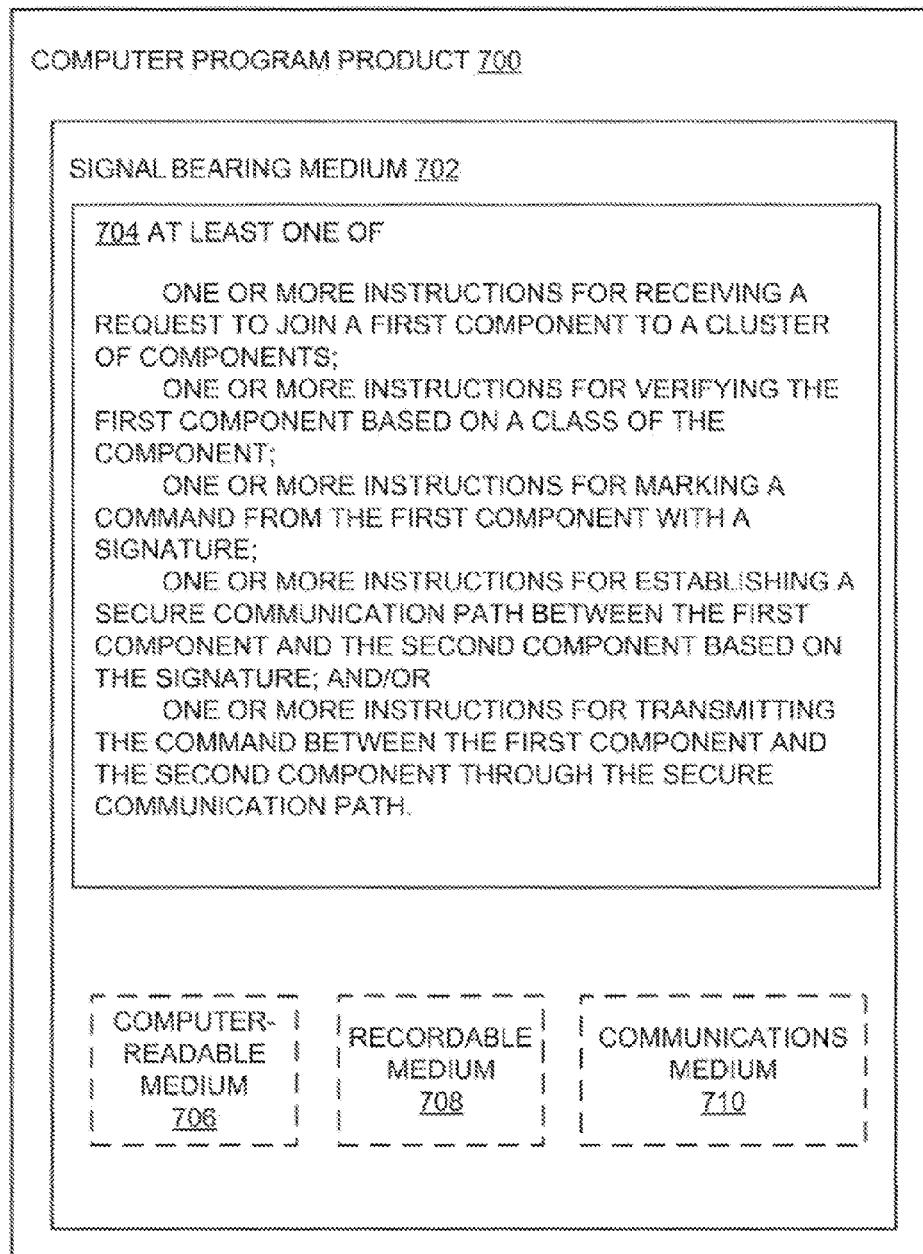 COMPUTER PROGRAM PRODUCT 700
SIGNAL BEARING MEDIUM 702
704 AT LEAST ONE OF
ONE OR MORE INSTRUCTIONS FOR RECEIVING A
REQUEST TO JOIN A FIRST COMPONENT TO A CLUSTER
OF COMPONENTS;
ONE OR MORE INSTRUCTIONS FOR VERIFYING THE
FIRST COMPONENT BASED ON A CLASS OF THE
COMPONENT;
ONE OR MORE INSTRUCTIONS FOR MARKING A
COMMAND FROM THE FIRST COMPONENT WITH A
SIGNATURE;
ONE OR MORE INSTRUCTIONS FOR ESTABLISHING A
SECURE COMMUNICATION PATH BETWEEN THE FIRST
COMPONENT AND THE SECOND COMPONENT BASED ON
THE SIGNATURE; AND/OR
ONE OR MORE INSTRUCTIONS FOR TRANSMITTING
THE COMMAND BETWEEN THE FIRST COMPONENT AND
THE SECOND COMPONENT THROUGH THE SECURE
COMMUNICATION PATH.
COMPUTER-
READABLE
MEDIUM
706
RECORDABLE
MEDIUM
708
COMMUNICATIONS
MEDIUM
710